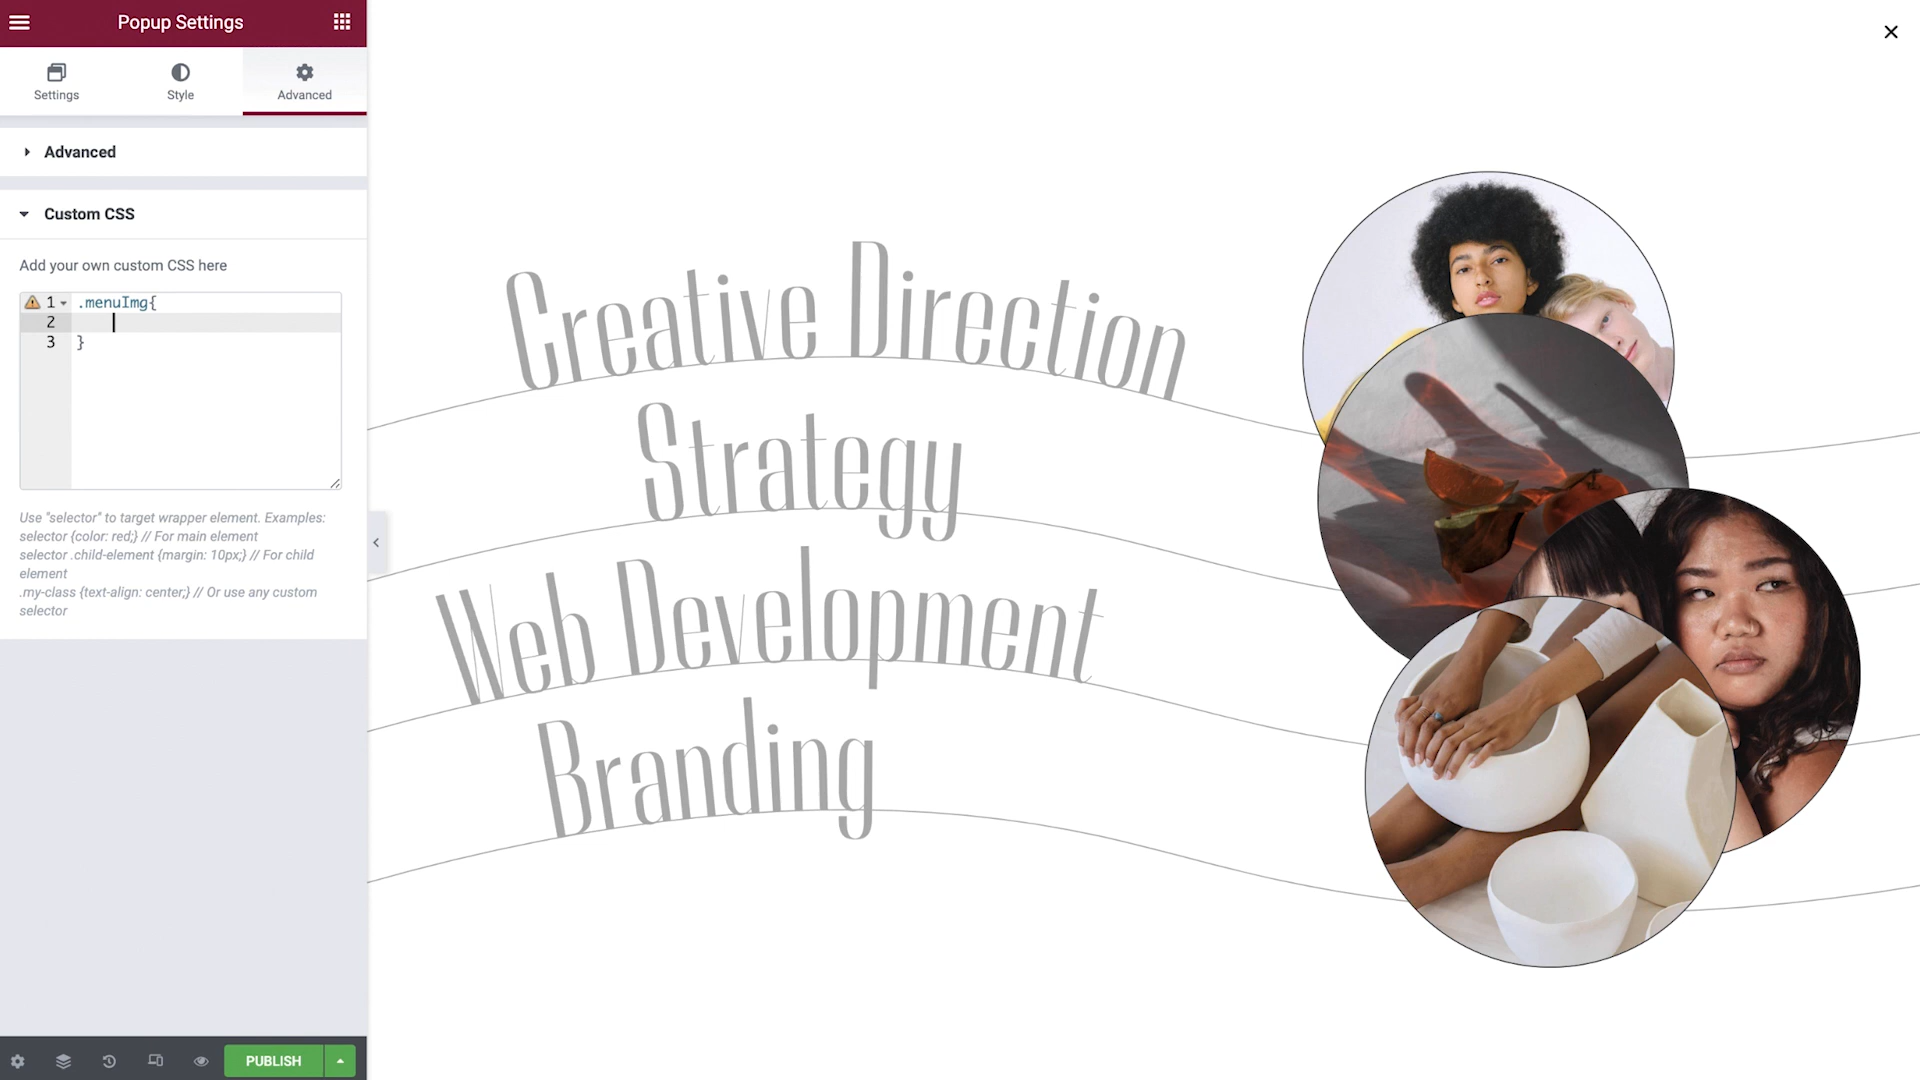 Popup Settings
Settings
Style
Advanced
Advanced
Custom CSS
Add your own custom CSS here
1 .menuImg{
2
3 }
Use "selector" to target wrapper element. Examples:
selector {color: red;} // For main element
selector .child-element {margin: 10px;} // For child
element
.my-class {text-align: center;} // Or use any custom
selector
PUBLISH
Creative Direction
Strategy
Web Development
Branding